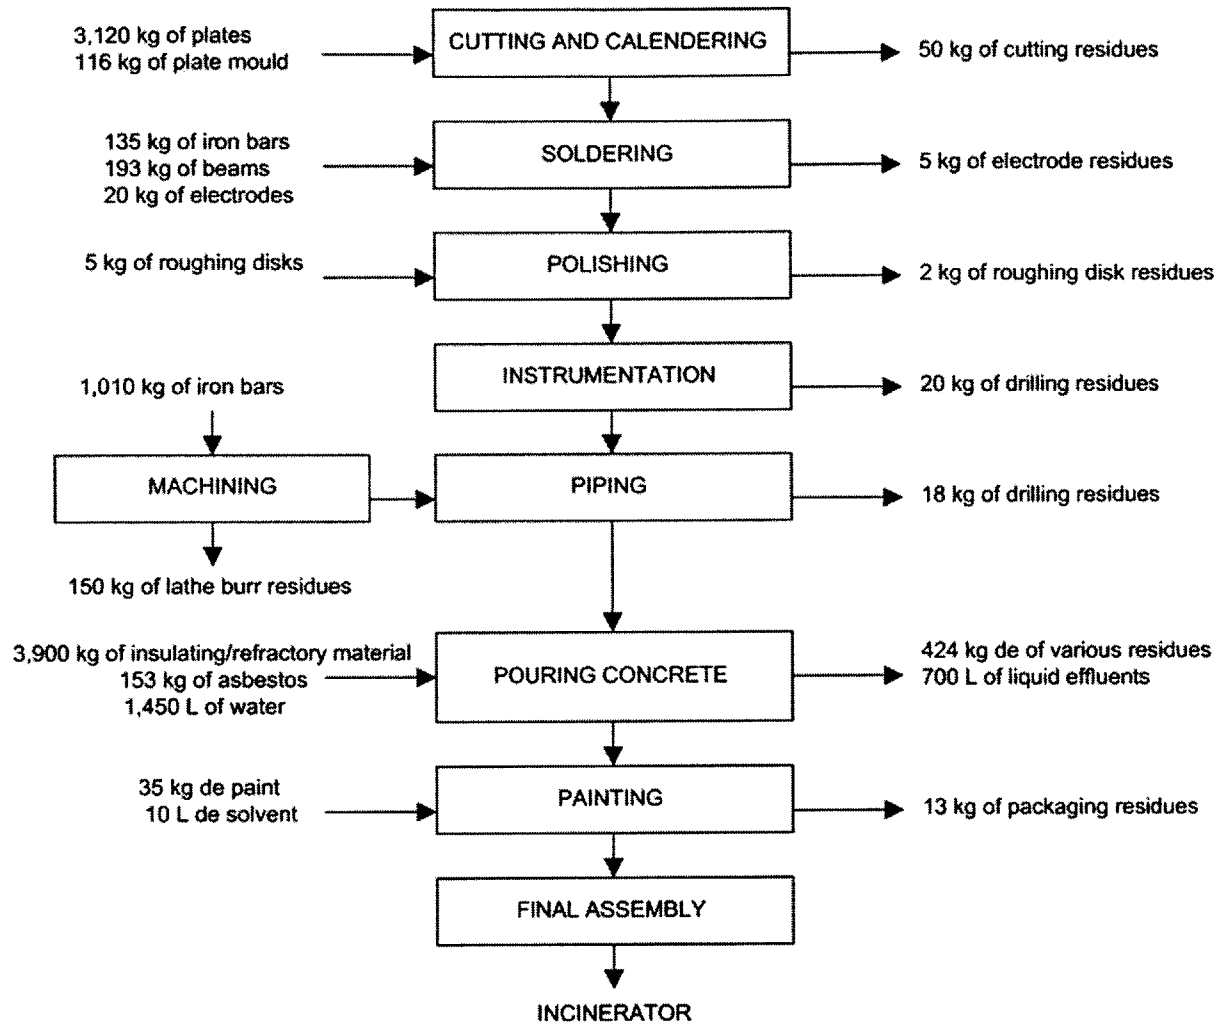 3,120 kg of plates
116 kg of plate mould
CUTTING AND CALENDERING
50 kg of cutting residues
135 kg of iron bars
193 kg of beams
20 kg of electrodes
SOLDERING
5 kg of electrode residues
5 kg of roughing disks
POLISHING
2 kg of roughing disk residues
INSTRUMENTATION
20 kg of drilling residues
1,010 kg of iron bars
MACHINING
150 kg of lathe burr residues
PIPING
18 kg of drilling residues
3,900 kg of insulating/refractory material
153 kg of asbestos
1,450 L of water
POURING CONCRETE
424 kg de of various residues
700 L of liquid effluents
35 kg de paint
10 L de solvent
PAINTING
13 kg of packaging residues
FINAL ASSEMBLY
INCINERATOR